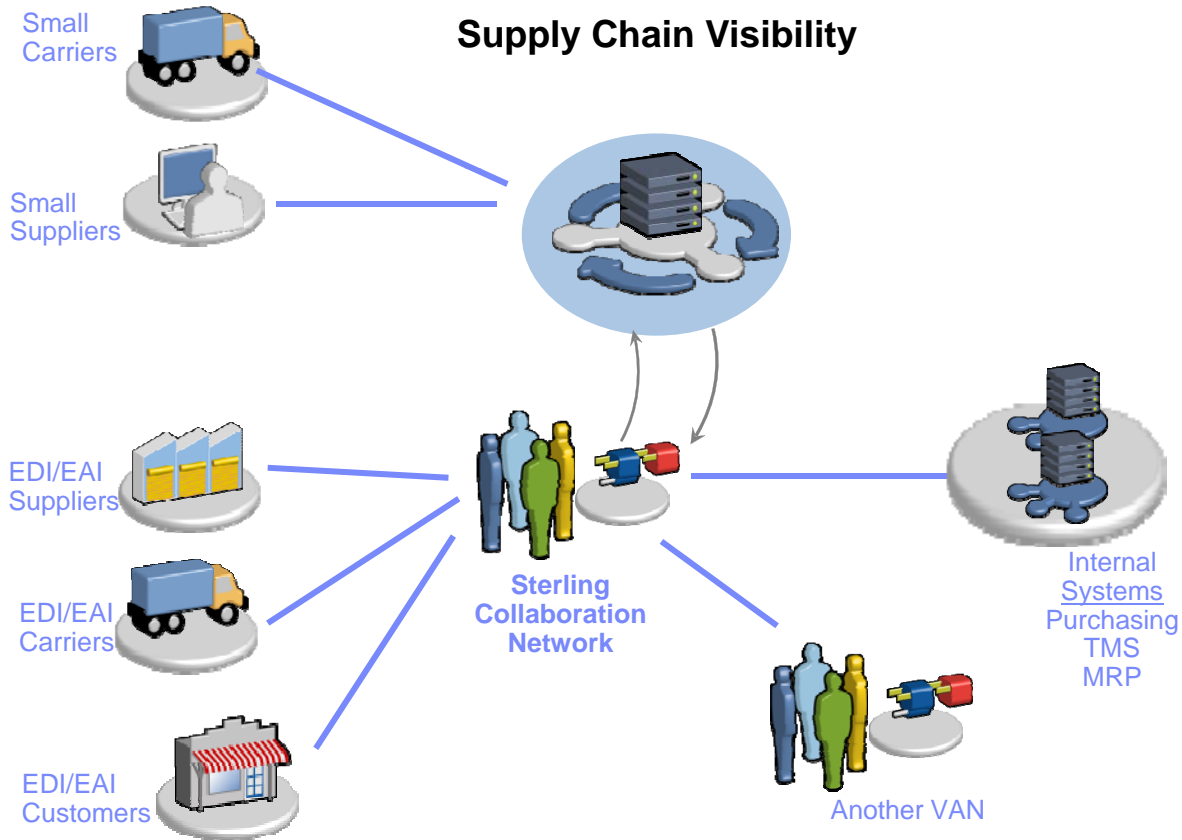 Supply Chain Visibility
Small
Carriers
Small
Suppliers
EDI/EAI
Suppliers
EDI/EAI
Carriers
EDI/EAI
Customers
Sterling
Collaboration
Network
Another VAN
Internal
Systems
Purchasing
TMS
MRP